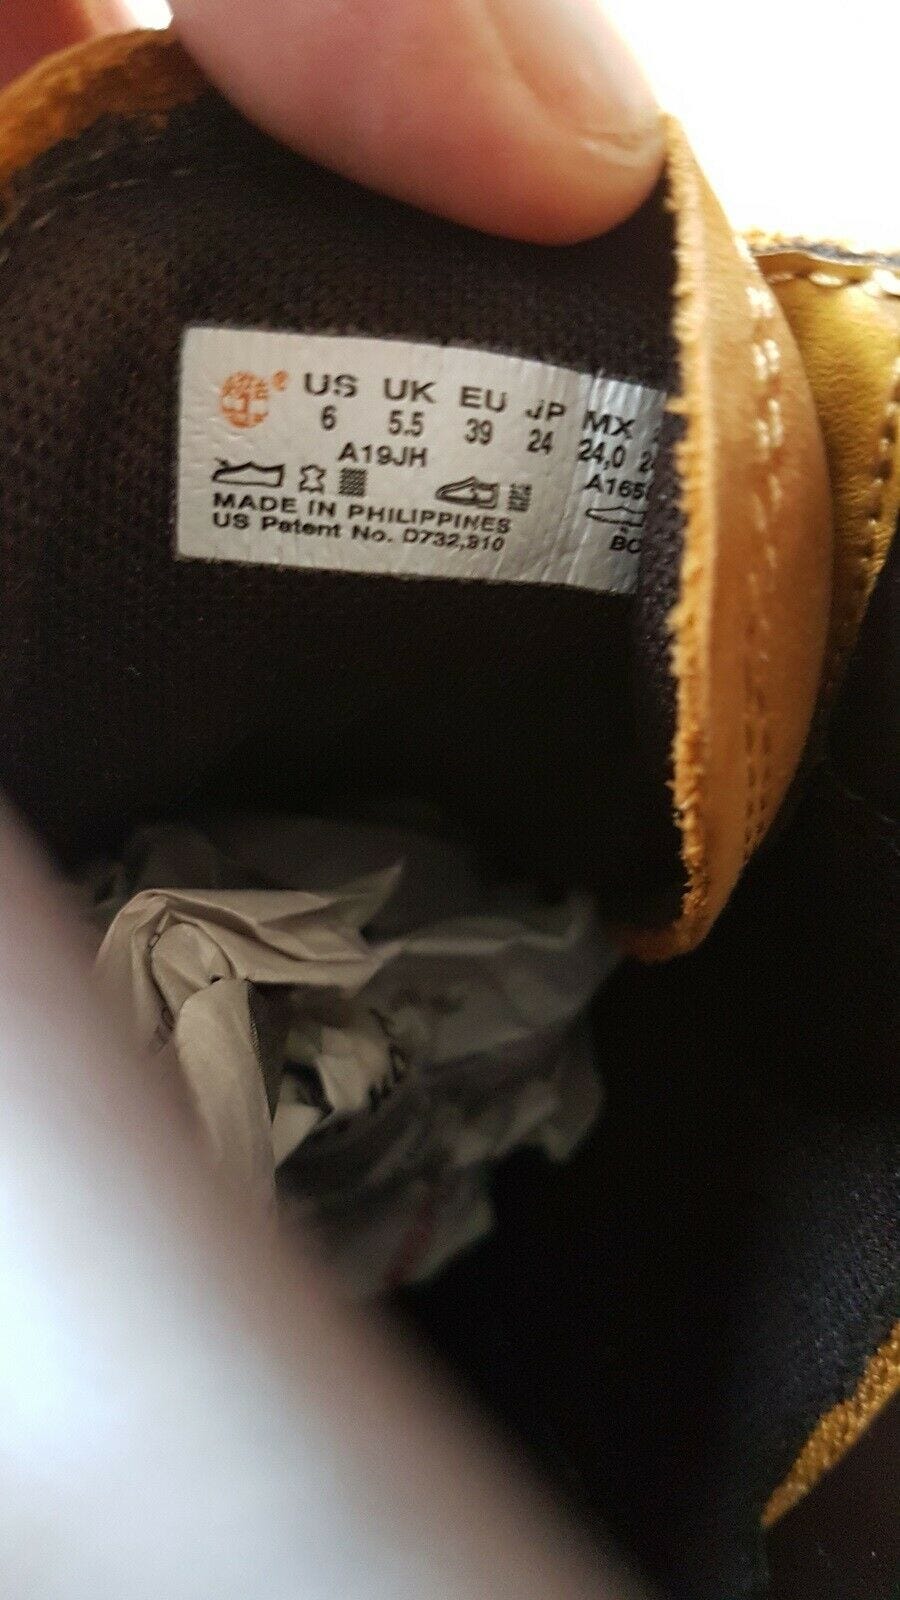 ® US UK EU JP MX
6 5.5 39 24 24,0
A19JH
MADE IN PHILIPPINES
US Patent No. D732,310